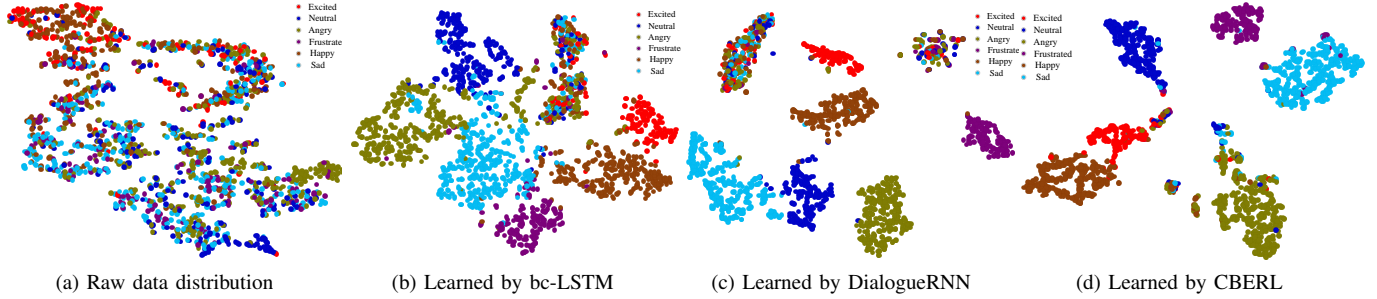 Excited
Neutral
Angry
Frustrate
Happy
Sad
Excited
Neutral
Angry
Frustrate
Happy
Sad
Excited
Neutral
Angry
Frustrate
Happy
Sad
Excited
Neutral
Angry
Frustrated
Happy
Sad
(a) Raw data distribution
(b) Learned by bc-LSTM
(c) Learned by DialogueRNN
(d) Learned by CBERL